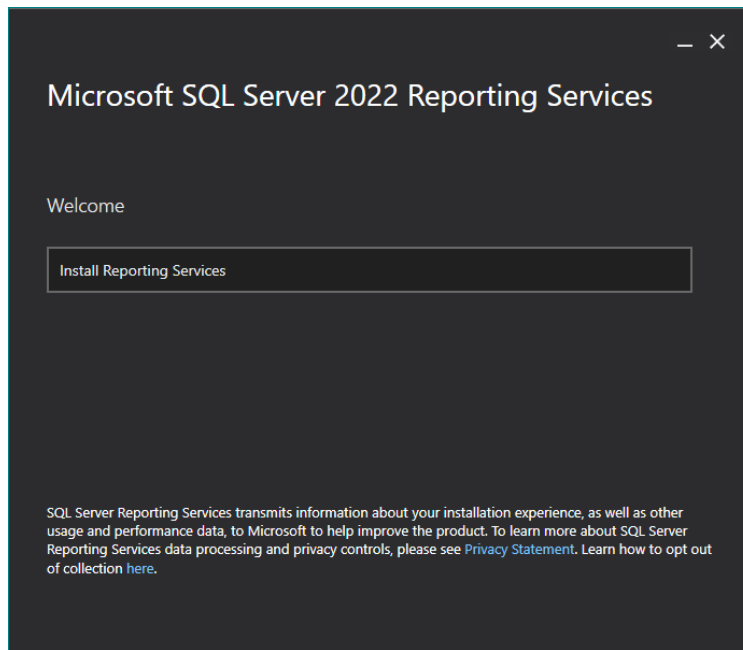 Microsoft SQL Server 2022 Reporting Services
Welcome
Install Reporting Services
SQL Server Reporting Services transmits information about your installation experience, as well as other
usage and performance data, to Microsoft to help improve the product. To learn more about SQL Server
Reporting Services data processing and privacy controls, please see Privacy Statement. Learn how to opt out
of collection here.